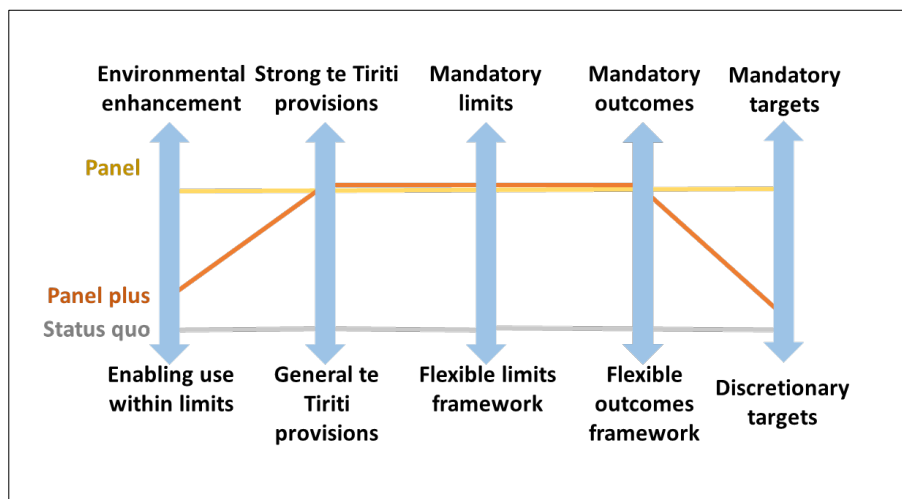 Environmental
enhancement
Strong te Tiriti
provisions
Mandatory
limits
Mandatory
outcomes
Mandatory
targets
Panel
Panel plus
Status quo
Enabling use
within limits
General te
Tiriti
provisions
Flexible limits
framework
Flexible
outcomes
framework
Discretionary
targets